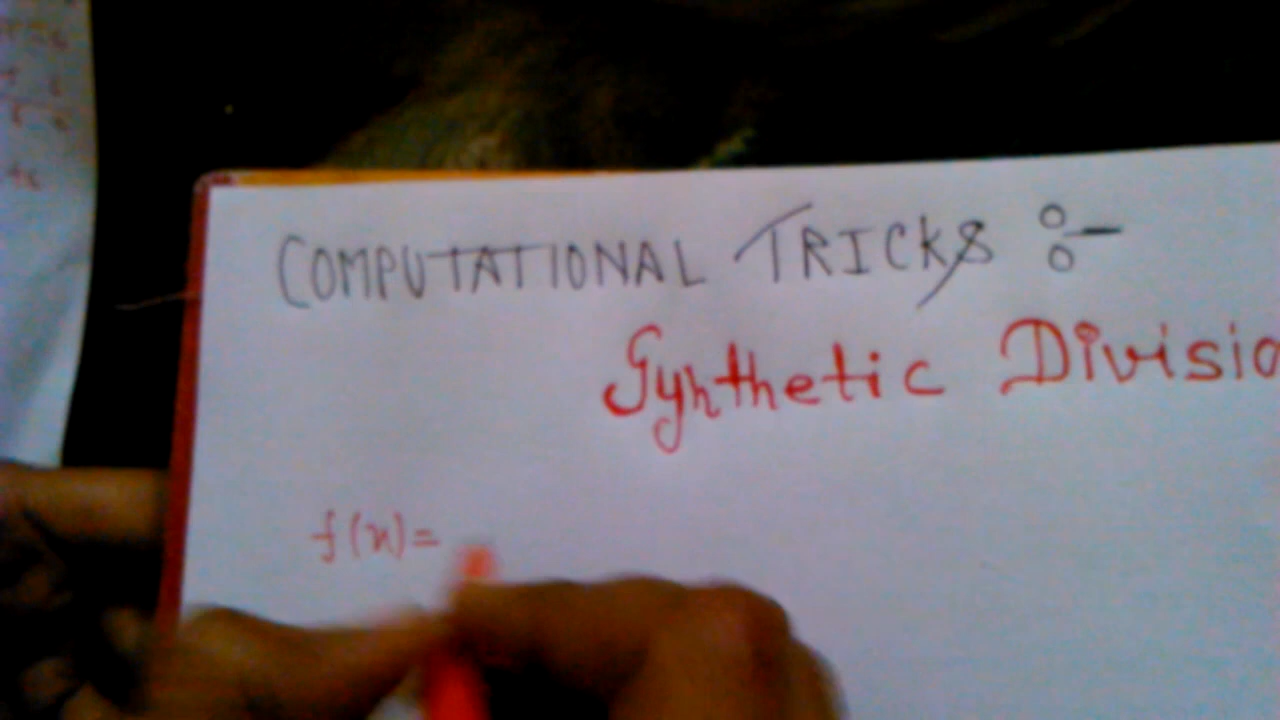 COMPUTATIONAL TRICKS :-
Synthetic Divisio
f(x)=